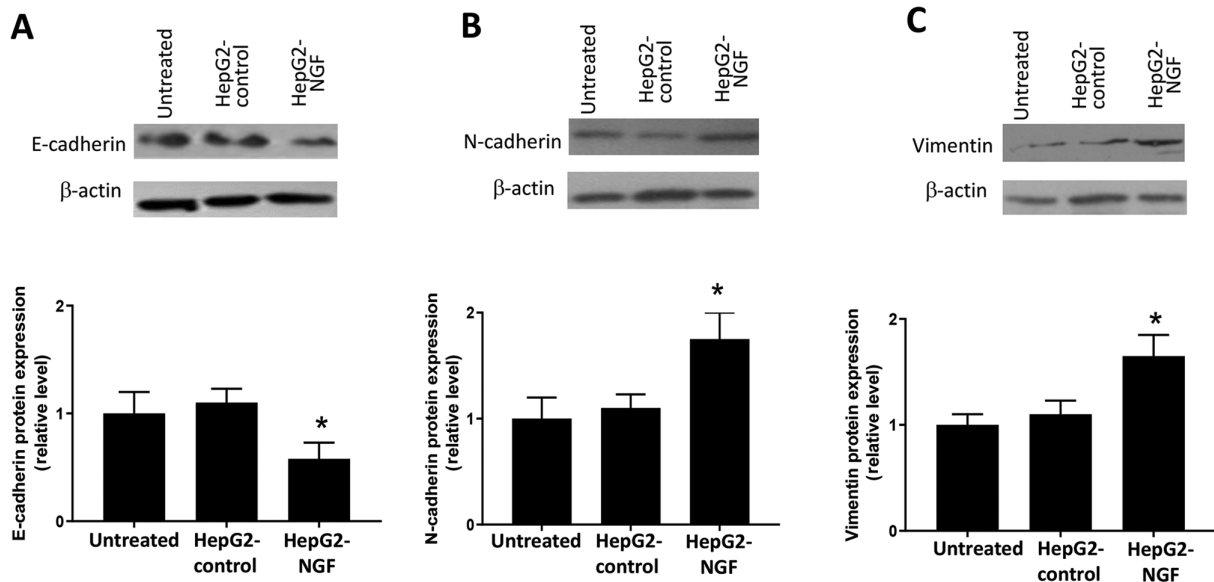 A
Untreated
HepG2-
control
HepG2-
NGF
E-cadherin
β-actin
E-cadherin protein expression
(relative level)
2
1
0
*
Untreated
HepG2-
control
HepG2-
NGF
B
Untreated
HepG2-
control
HepG2-
NGF
N-cadherin
β-actin
N-cadherin protein expression
(relative level)
2
1
0
*
Untreated
HepG2-
control
HepG2-
NGF
C
Untreated
HepG2-
control
HepG2-
NGF
Vimentin
β-actin
Vimentin protein expression
(relative level)
2
1
0
*
Untreated
HepG2-
control
HepG2-
NGF